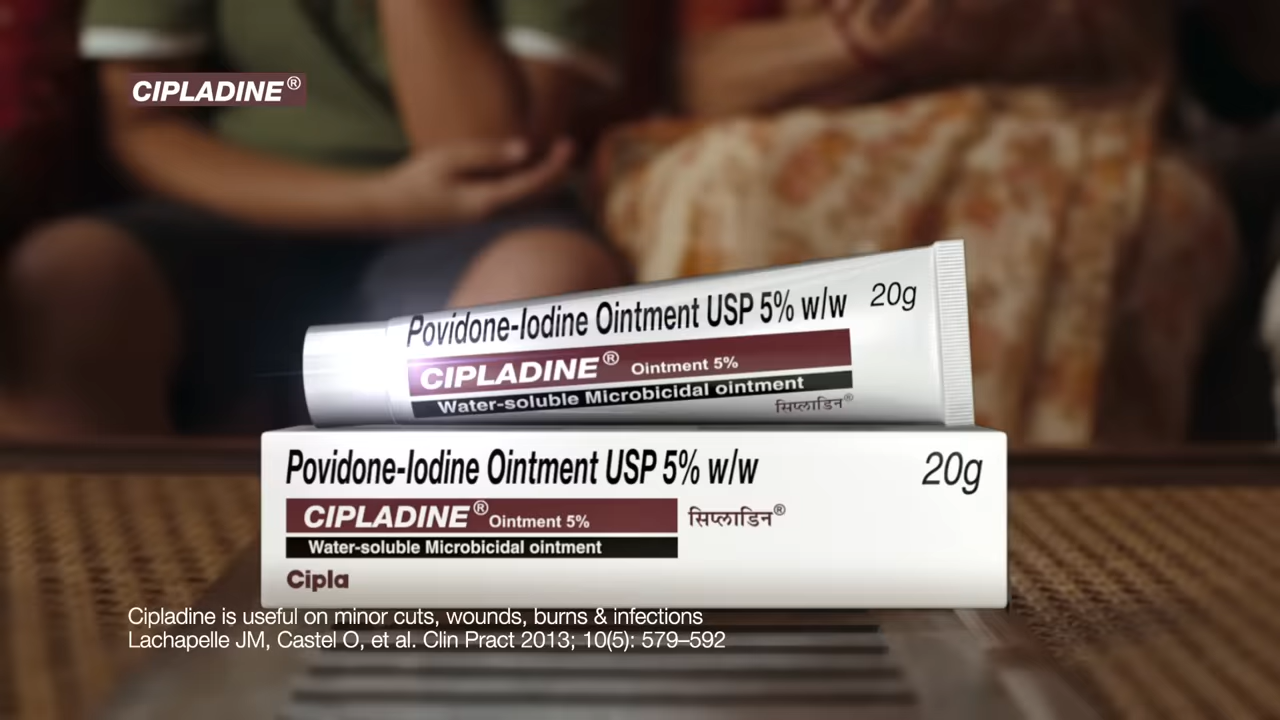 CIPLADINE®
Povidone-Iodine Ointment USP 5% w/w 20g
CIPLADINE® Ointment 5%
Water-soluble Microbicidal ointment
सिप्लाडिन®
Povidone-Iodine Ointment USP 5% w/w 20g
CIPLADINE® Ointment 5% सिप्लाडिन®
Water-soluble Microbicidal ointment
Cipla
Cipladine is useful on minor cuts, wounds, burns & infections
Lachapelle JM, Castel O, et al. Clin Pract 2013; 10(5): 579–592